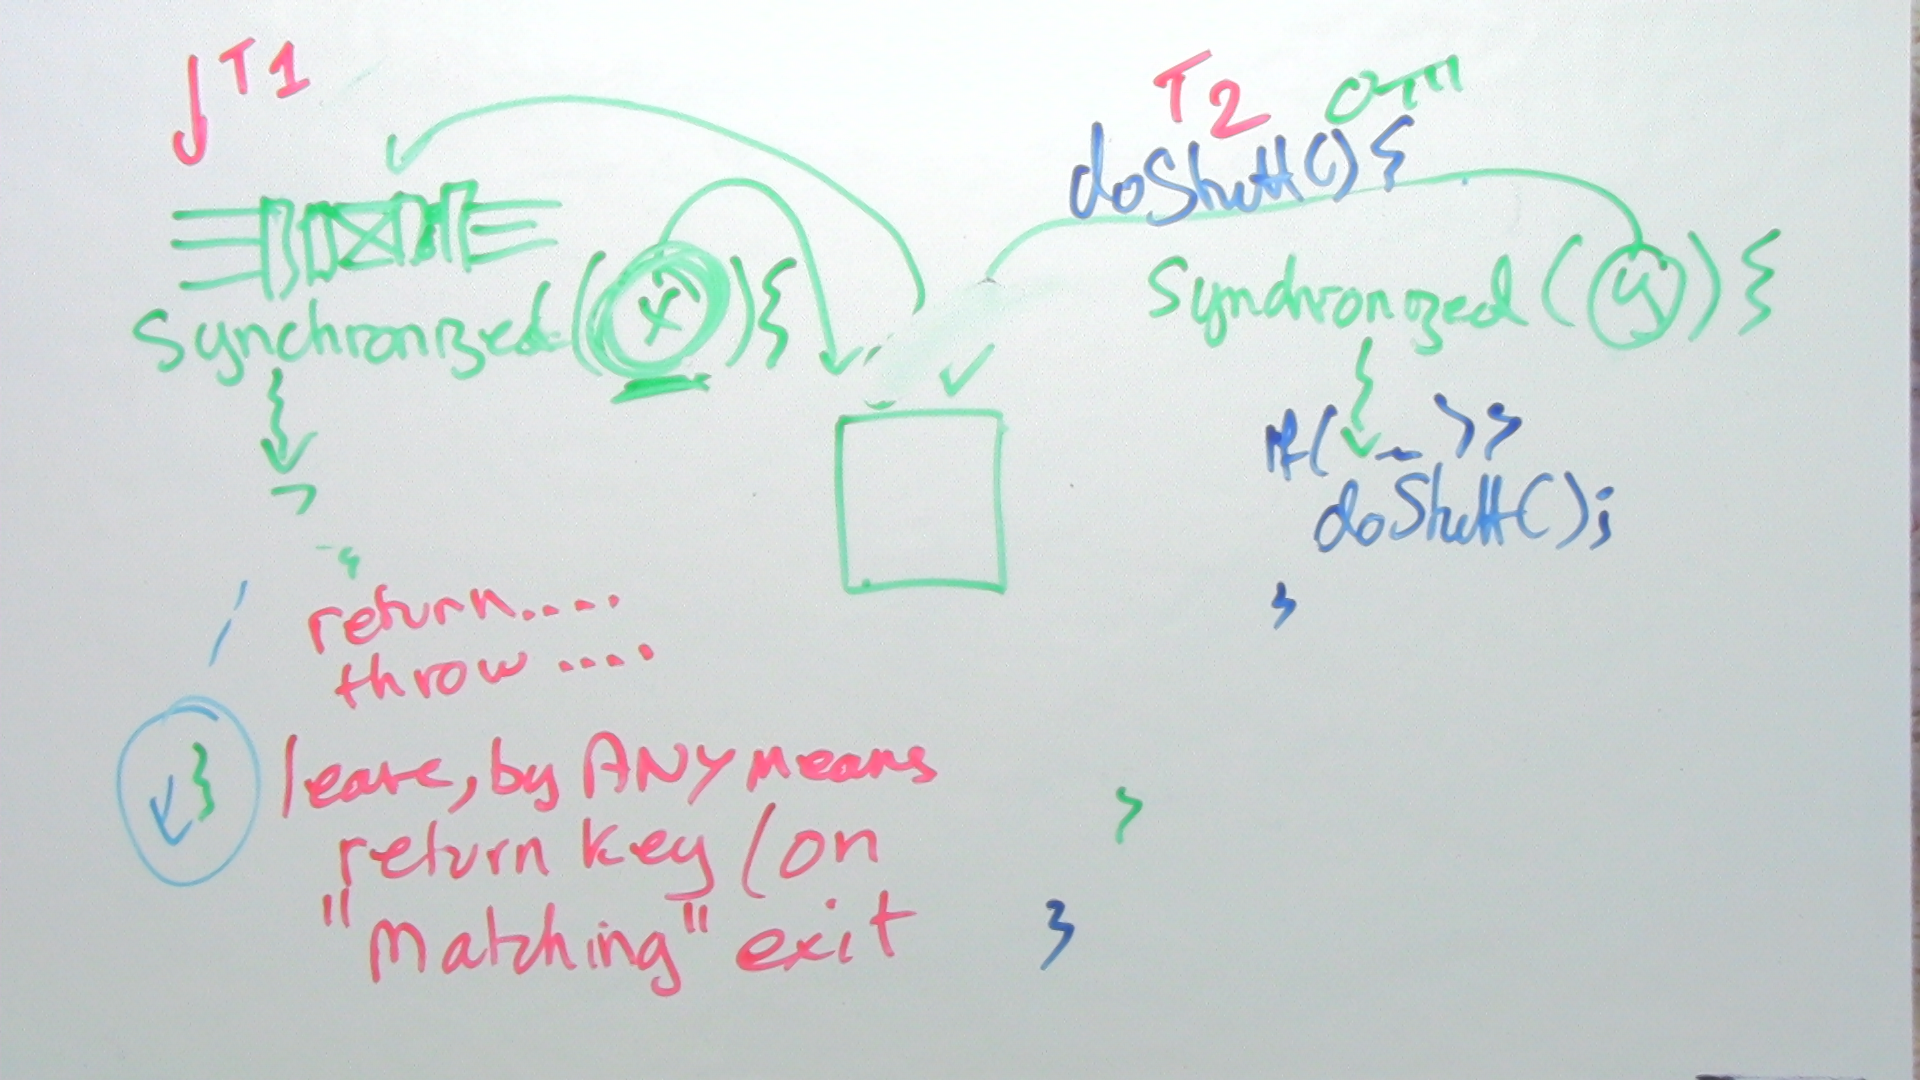 T1
synchronized(x){
}
return....
throw ....
} leave, by ANY means
return key (on
"Matching" exit
T2
doStuff(){
synchronized(y){
if(...){
doStuff();
}
}
}